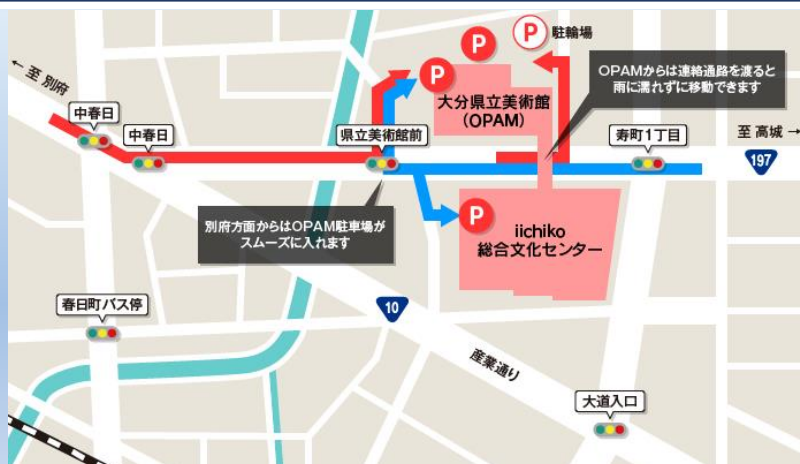 P
P 駐輪場
OPAMからは連絡通路を渡ると
雨に濡れずに移動できます
← 至 別府
P
大分県立美術館
(OPAM)
中春日
中春日
県立美術館前
寿町1丁目
至 高城 →
197
別府方面からはOPAM駐車場が
スムーズに入れます
P
iichiko
総合文化センター
春日町バス停
10
産業通り
大道入口